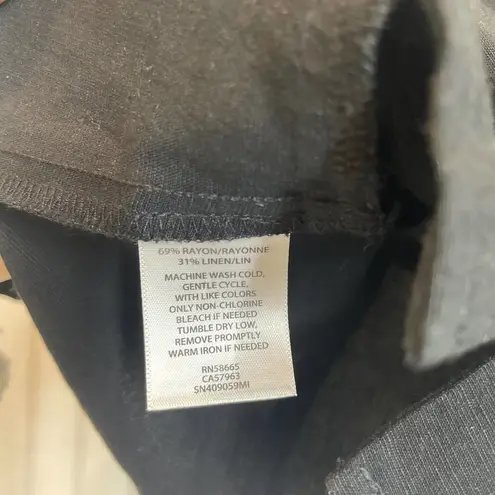 69% RAYON/RAYONNE
31% LINEN/LIN
MACHINE WASH COLD,
GENTLE CYCLE,
WITH LIKE COLORS
ONLY NON-CHLORINE
BLEACH IF NEEDED
TUMBLE DRY LOW,
REMOVE PROMPTLY
WARM IRON IF NEEDED
RN58665
CA57963
SN409059MI